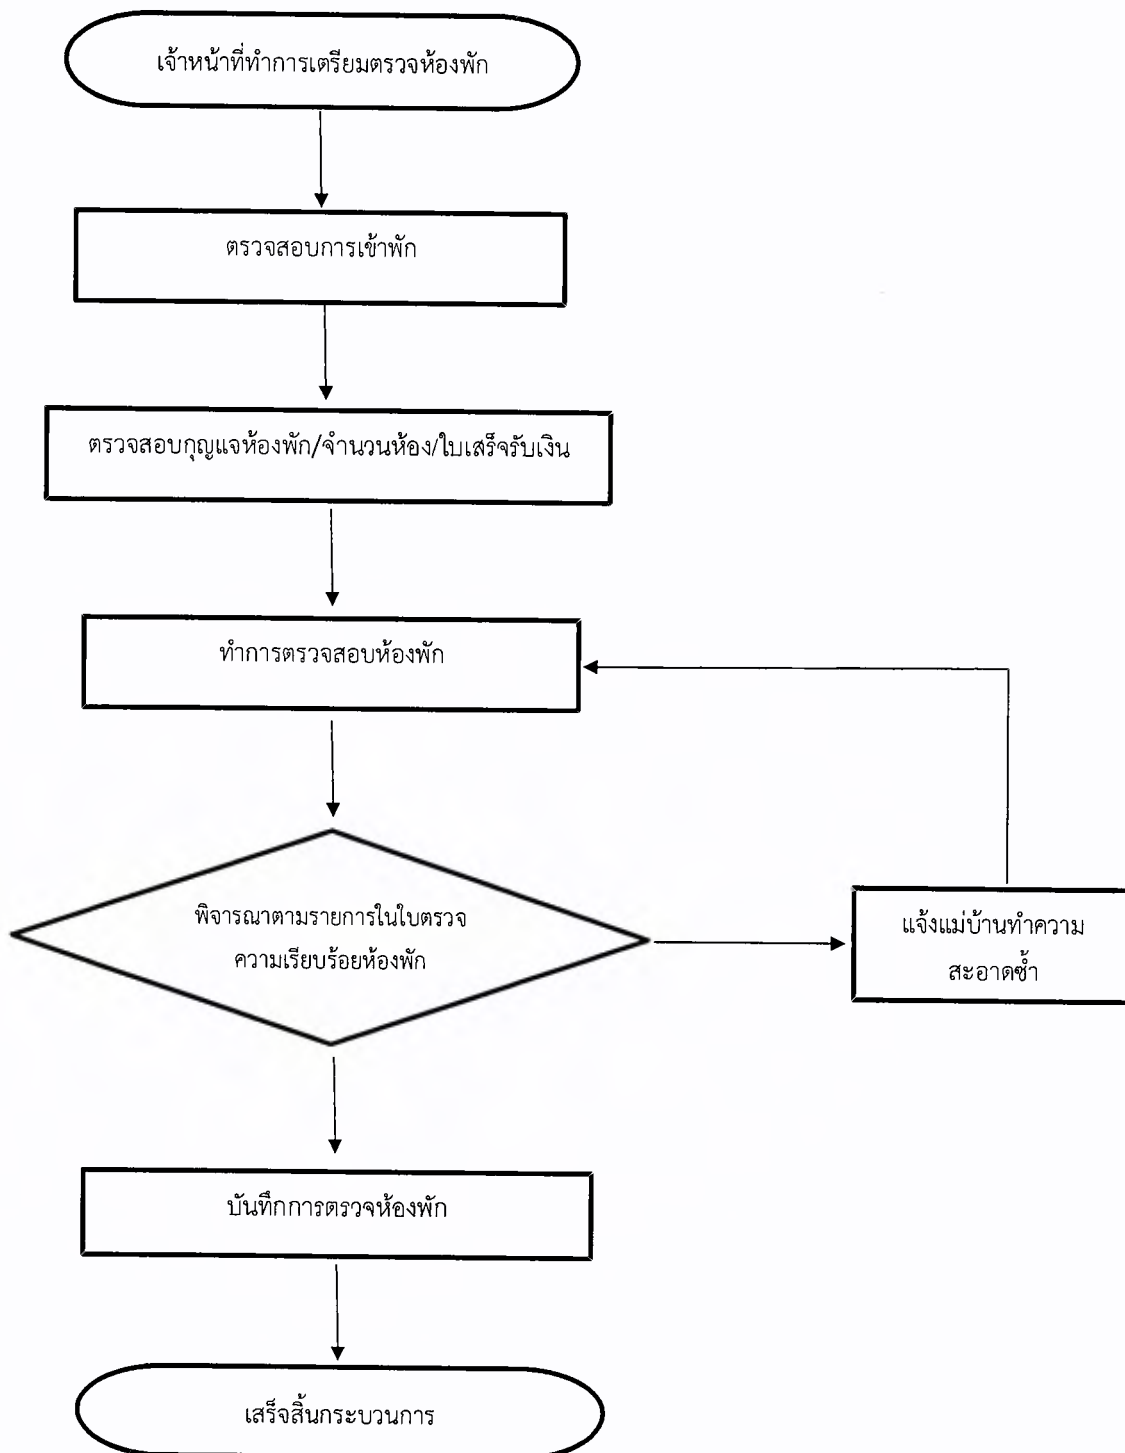 เจ้าหน้าที่ทำการเตรียมตรวจห้องพัก
ตรวจสอบการเข้าพัก
ตรวจสอบกุญแจห้องพัก/จำนวนห้อง/ใบเสร็จรับเงิน
ทำการตรวจสอบห้องพัก
พิจารณาตามรายการในใบตรวจ
ความเรียบร้อยห้องพัก
แจ้งแม่บ้านทำความ
สะอาดซ้ำ
บันทึกการตรวจห้องพัก
เสร็จสิ้นกระบวนการ